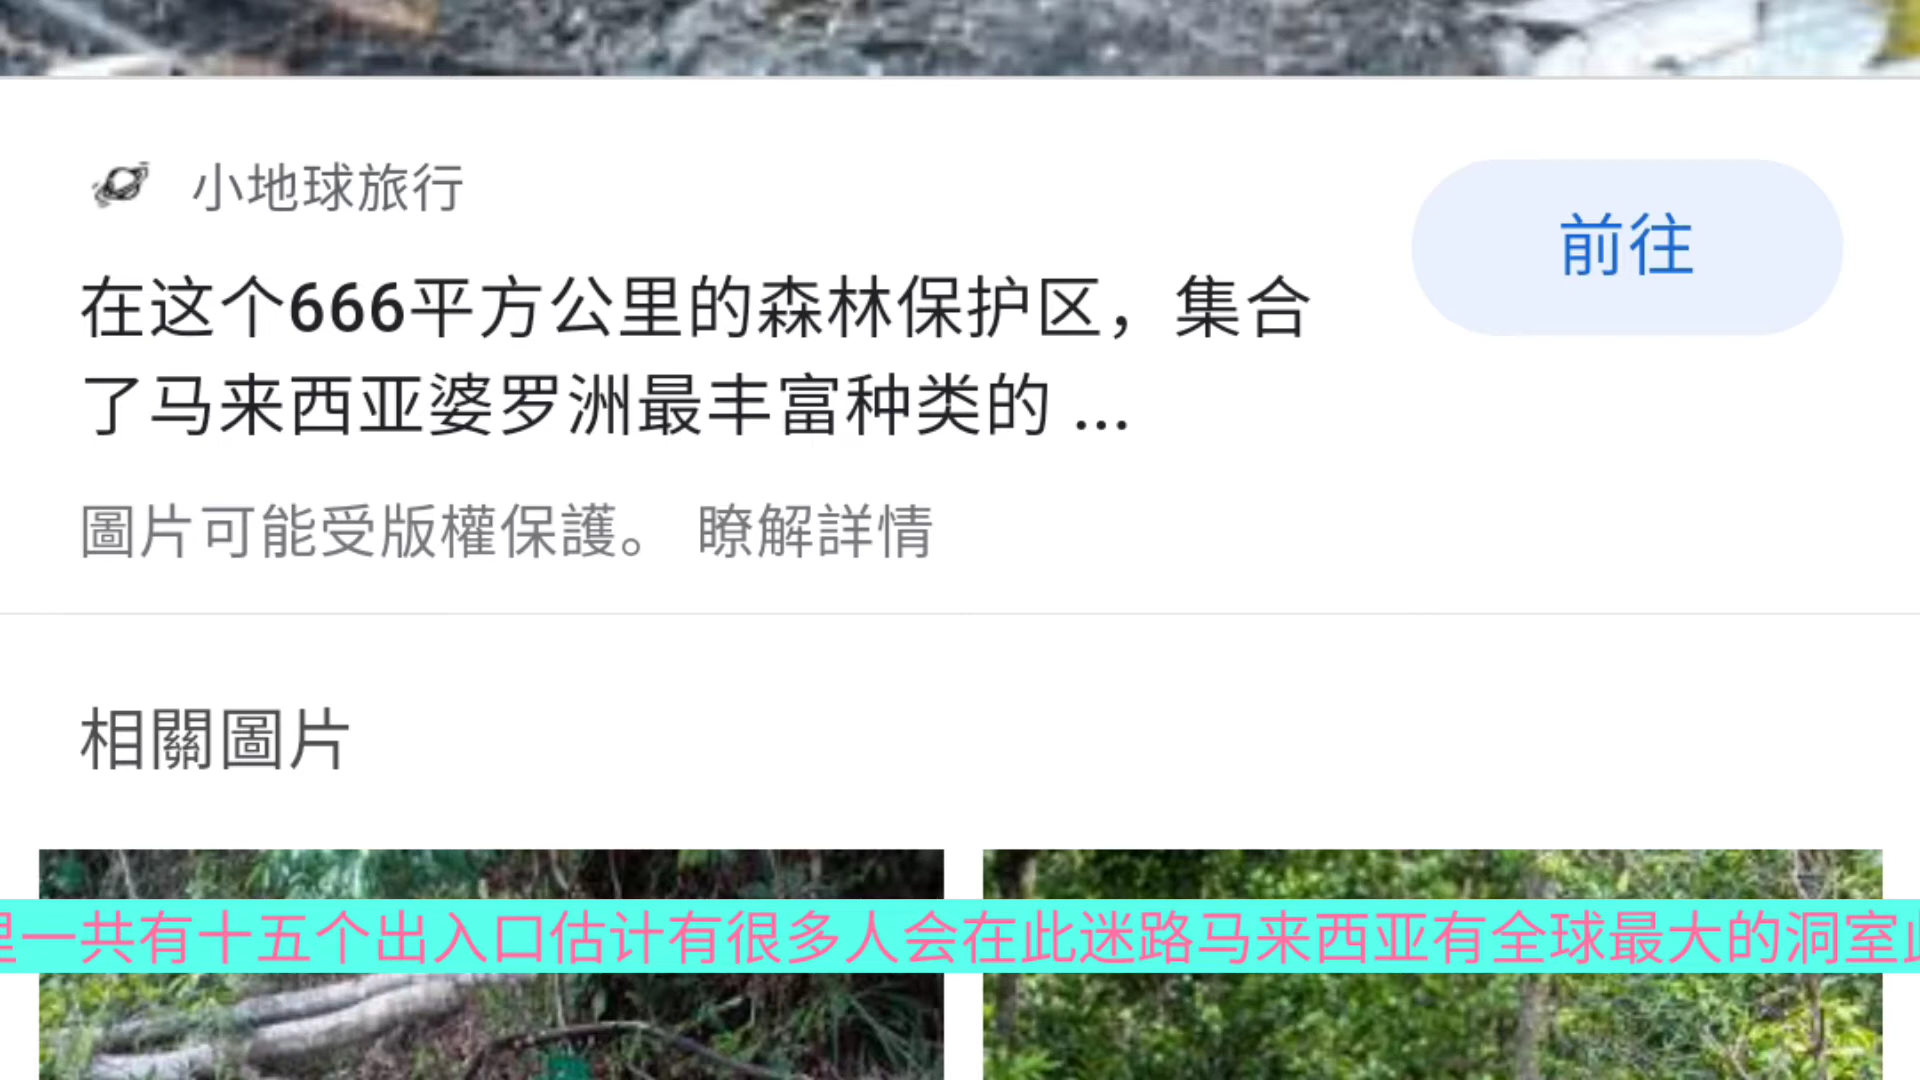 小地球旅行
前往
在这个666平方公里的森林保护区，集合
了马来西亚婆罗洲最丰富种类的 ...
圖片可能受版權保護。 瞭解詳情
相關圖片
里一共有十五个出入口估计有很多人会在此迷路马来西亚有全球最大的洞室此